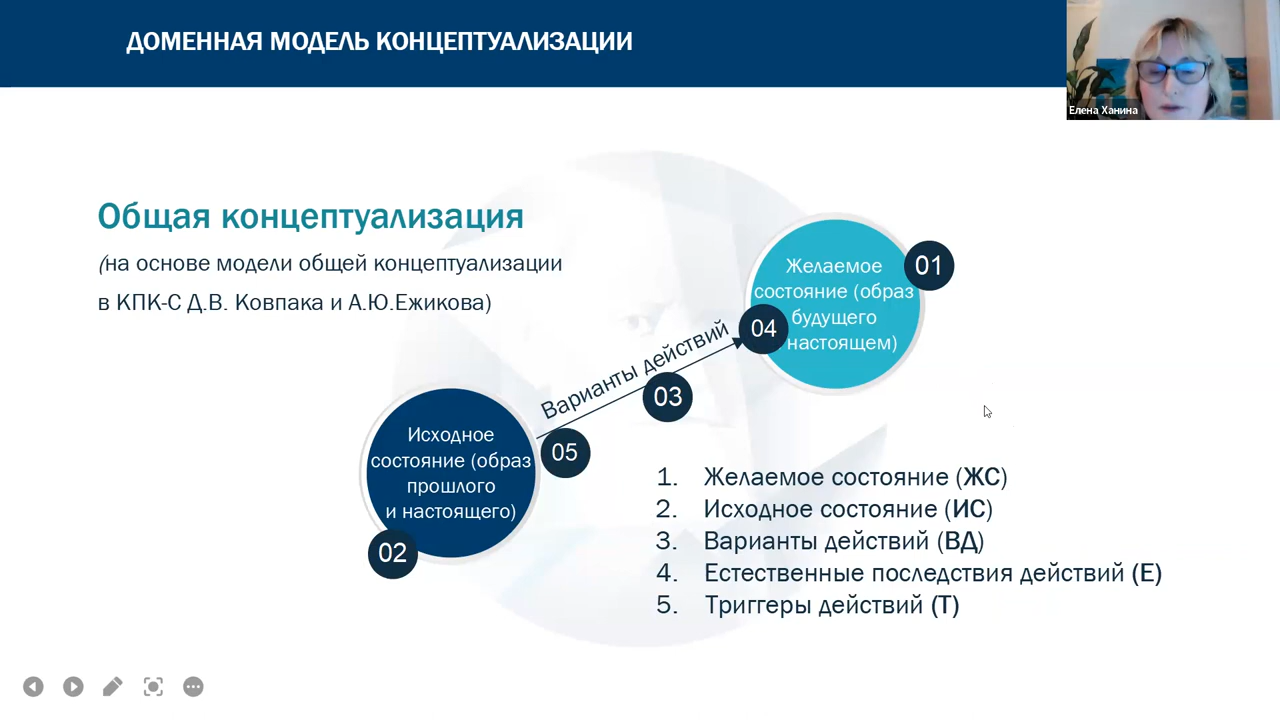 ДОМЕННАЯ МОДЕЛЬ КОНЦЕПТУАЛИЗАЦИИ
Елена Ханина
Общая концептуализация
(на основе модели общей концептуализации
в КПК-С Д.В. Ковпака и А.Ю.Ежикова)
Желаемое
состояние (образ
будущего
настоящем)
01
04
Варианты действий
03
05
Исходное
состояние (образ
прошлого
и настоящего)
02
1. Желаемое состояние (ЖС)
2. Исходное состояние (ИС)
3. Варианты действий (ВД)
4. Естественные последствия действий (Е)
5. Триггеры действий (Т)